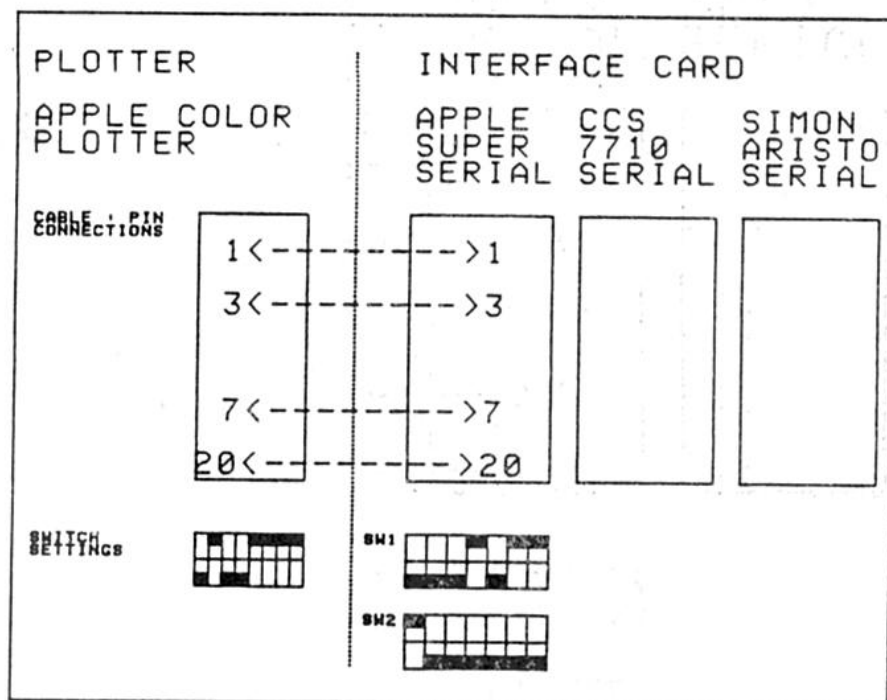 PLOTTER
INTERFACE CARD
APPLE COLOR
PLOTTER
APPLE
SUPER
SERIAL
CCS
7710
SERIAL
SIMON
ARISTO
SERIAL
CABLE : PIN
CONNECTIONS
1<------->1
3<------->3
7<------->7
20<------->20
SWITCH
SETTINGS
SW1
SW2